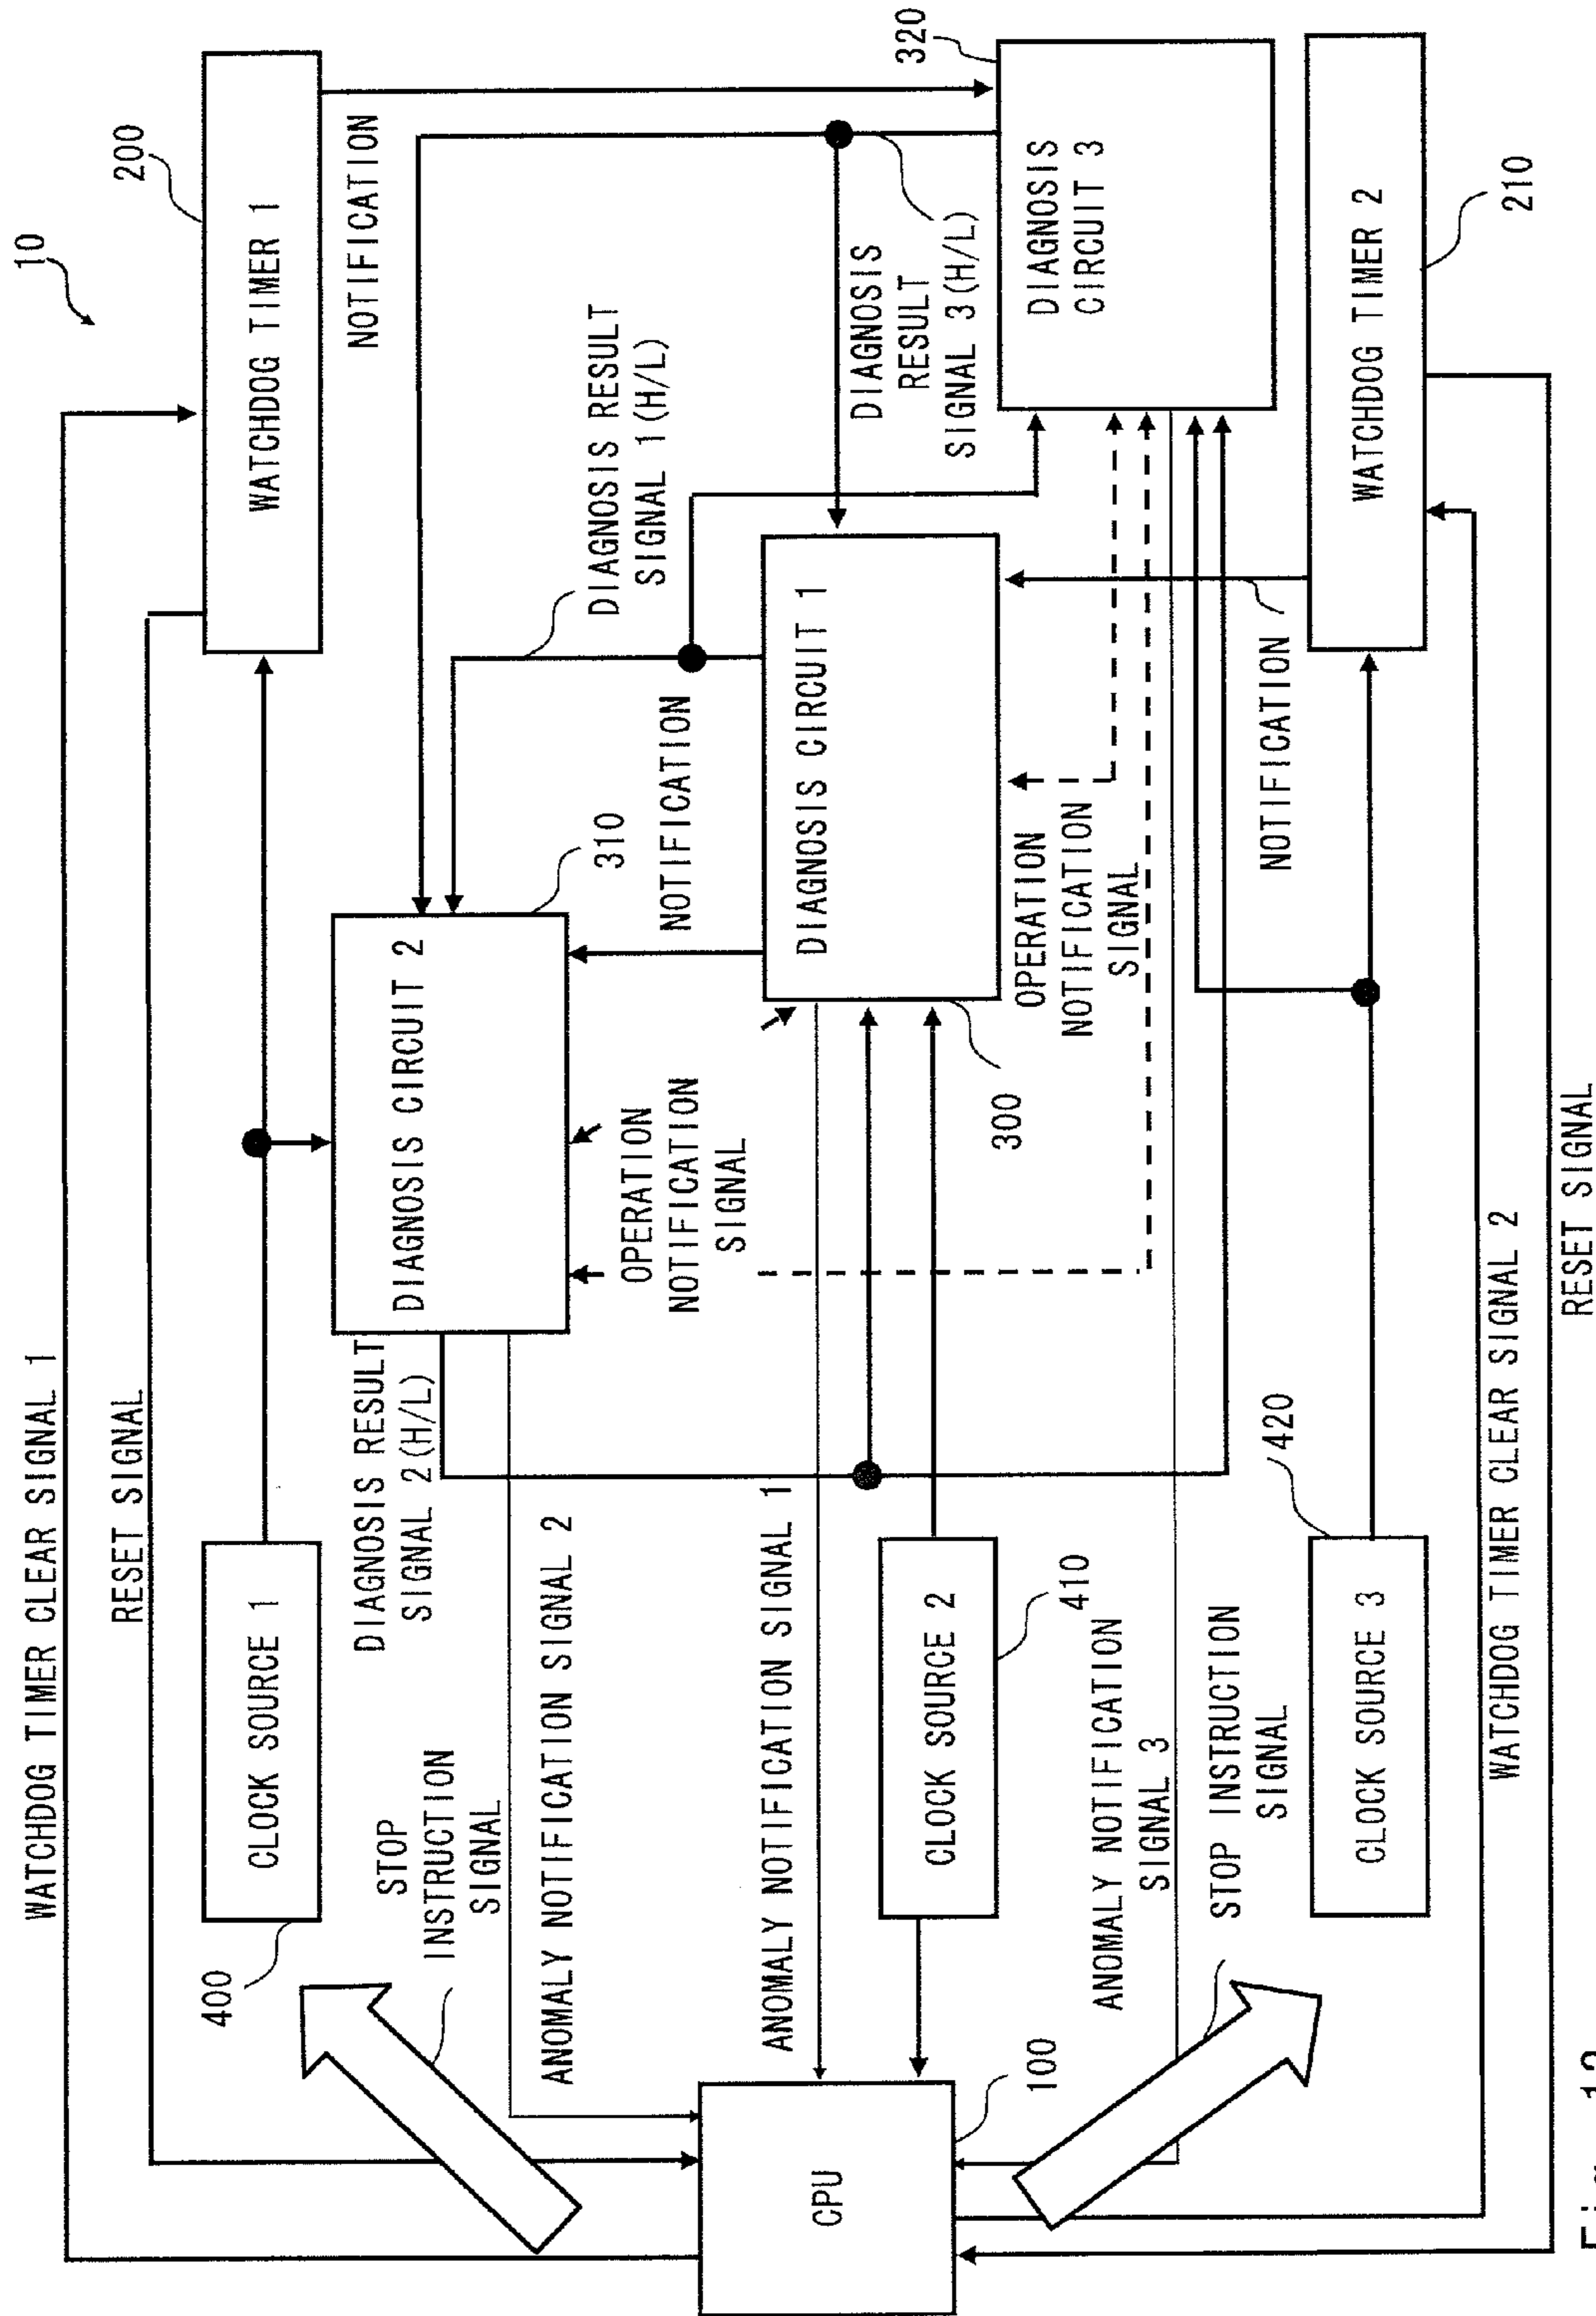 10
WATCHDOG TIMER CLEAR SIGNAL 1
RESET SIGNAL
200
WATCHDOG TIMER 1
NOTIFICATION
400
CLOCK SOURCE 1
STOP
INSTRUCTION
SIGNAL
DIAGNOSIS RESULT
SIGNAL 2(H/L)
DIAGNOSIS CIRCUIT 2
310
ANOMALY NOTIFICATION SIGNAL 2
OPERATION
NOTIFICATION
SIGNAL
NOTIFICATION
DIAGNOSIS RESULT
SIGNAL 1(H/L)
ANOMALY NOTIFICATION SIGNAL 1
DIAGNOSIS CIRCUIT 1
300
DIAGNOSIS
RESULT
SIGNAL 3(H/L)
320
DIAGNOSIS
CIRCUIT 3
CPU
100
CLOCK SOURCE 2
410
OPERATION
NOTIFICATION
SIGNAL
ANOMALY NOTIFICATION
SIGNAL 3
STOP INSTRUCTION
SIGNAL
420
CLOCK SOURCE 3
NOTIFICATION
WATCHDOG TIMER 2
210
WATCHDOG TIMER CLEAR SIGNAL 2
RESET SIGNAL